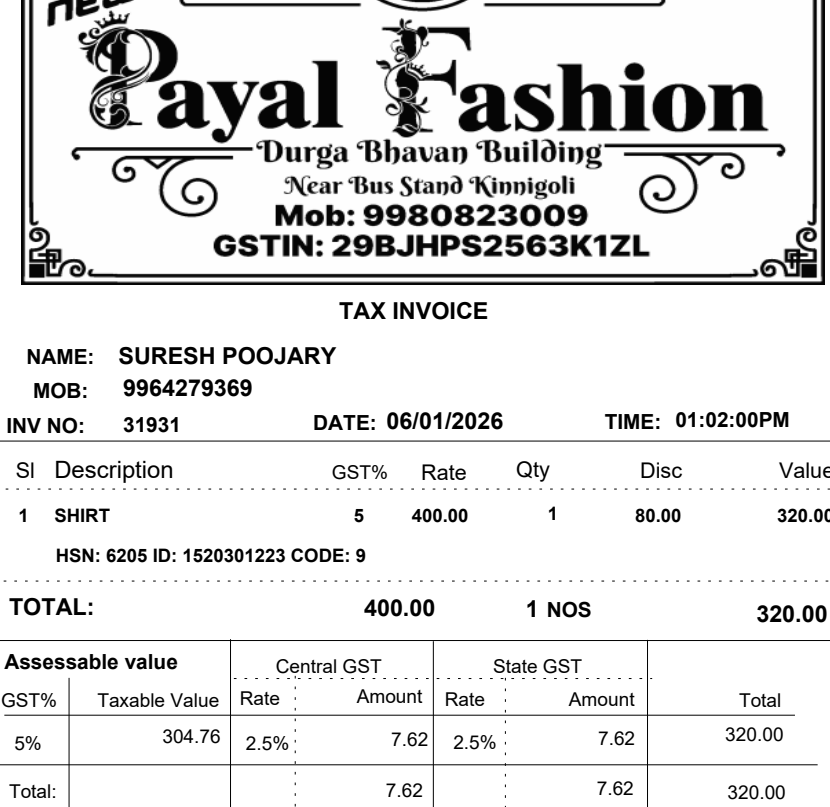 new
Payal Fashion
Durga Bhavan Building
Near Bus Stand Kinnigoli
Mob: 9980823009
GSTIN: 29BJHPS2563K1ZL
TAX INVOICE
NAME: SURESH POOJARY
MOB: 9964279369
INV NO: 31931 DATE: 06/01/2026 TIME: 01:02:00PM
Sl Description GST% Rate Qty Disc Value
1 SHIRT 5 400.00 1 80.00 320.00
HSN: 6205 ID: 1520301223 CODE: 9
TOTAL: 400.00 1 NOS 320.00
Assessable value Central GST State GST
GST% Taxable Value Rate Amount Rate Amount Total
5% 304.76 2.5% 7.62 2.5% 7.62 320.00
Total: 7.62 7.62 320.00